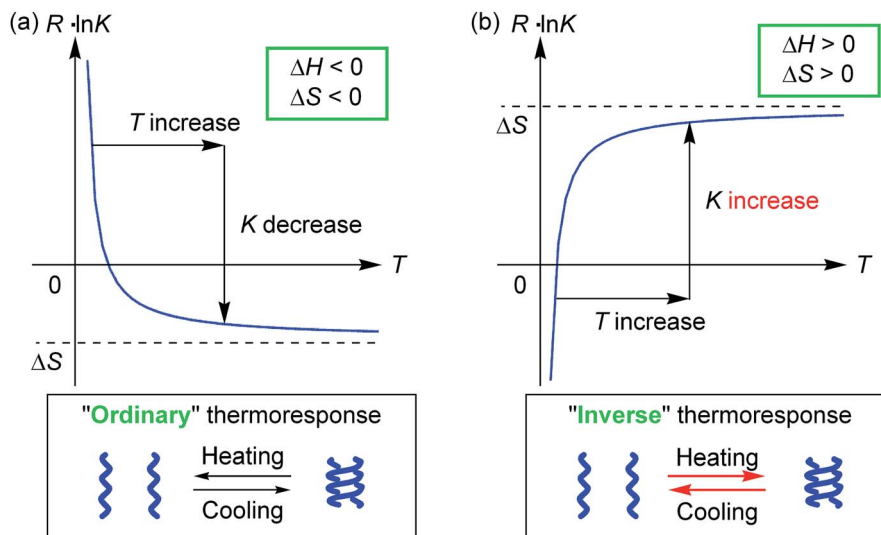 (a) R·lnK
ΔH < 0
ΔS < 0
T increase
K decrease
0
T
ΔS
"Ordinary" thermoresponse
Heating
Cooling
(b) R·lnK
ΔH > 0
ΔS > 0
ΔS
K increase
0
T
T increase
"Inverse" thermoresponse
Heating
Cooling